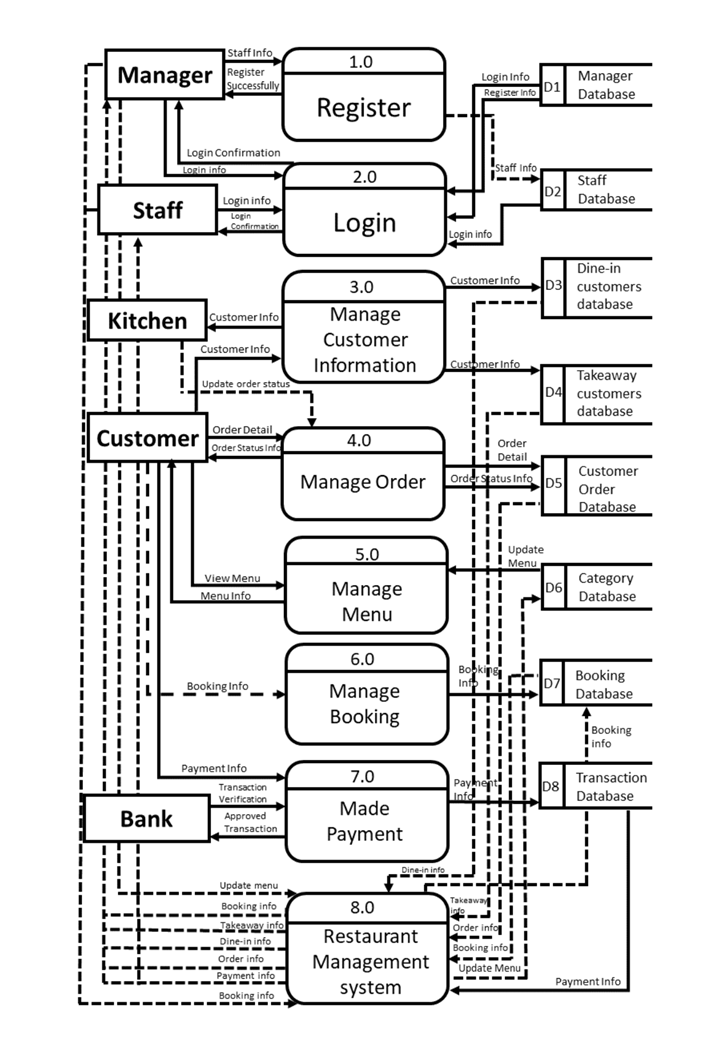 Manager
Staff Info
Register
Successfully
1.0
Register
Login Info
Register Info
D1
Manager
Database
Login Confirmation
Login info
Staff Info
2.0
Login
D2
Staff
Database
Staff
Login info
Login
Confirmation
Login info
3.0
Manage
Customer
Information
Customer Info
D3
Dine-in
customers
database
Kitchen
Customer Info
Customer Info
Customer Info
D4
Takeaway
customers
database
Update order status
Customer
Order Detail
Order Status Info
4.0
Manage Order
Order
Detail
Order Status Info
D5
Customer
Order
Database
5.0
Manage
Menu
View Menu
Menu Info
Update
Menu
D6
Category
Database
6.0
Manage
Booking
Booking Info
Booking
Info
D7
Booking
Database
Booking
info
Payment Info
Transaction
Verification
Approved
Transaction
Bank
7.0
Made
Payment
Payment
Info
D8
Transaction
Database
Dine-in info
Update menu
Booking info
Takeaway info
Dine-in info
Order info
Payment info
Booking info
8.0
Restaurant
Management
system
Takeaway
info
Order info
Booking info
Update Menu
Payment Info